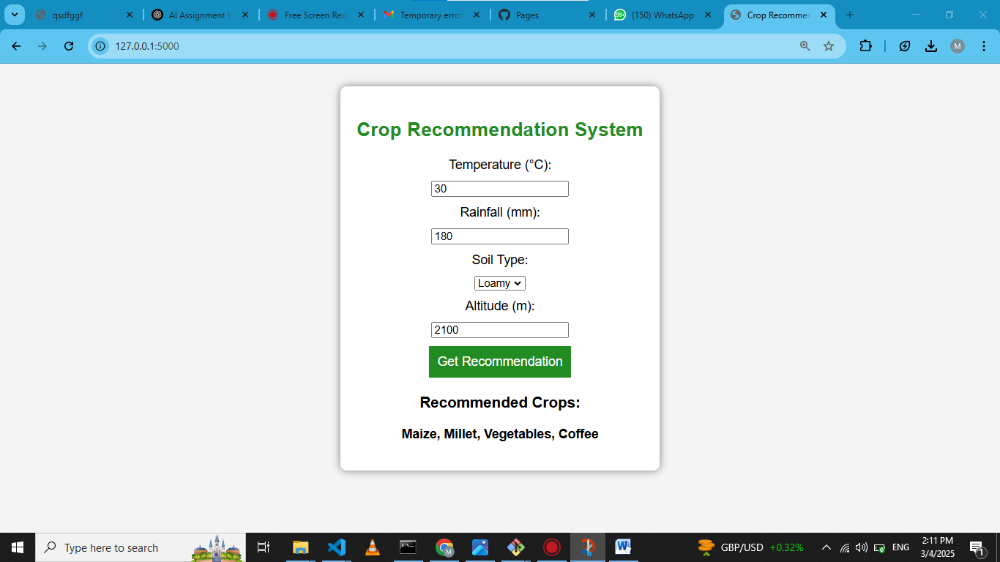 qsdfggf
AI Assignment H
Free Screen Rec
Temporary error
Pages
99+
(150) WhatsApp
Crop Recommen
127.0.0.1:5000
M
Crop Recommendation System
Temperature (°C):
30
Rainfall (mm):
180
Soil Type:
Loamy
Altitude (m):
2100
Get Recommendation
Recommended Crops:
Maize, Millet, Vegetables, Coffee
Type here to search
M
W
GBP/USD +0.32%
ENG
2:11 PM
3/4/2025
1